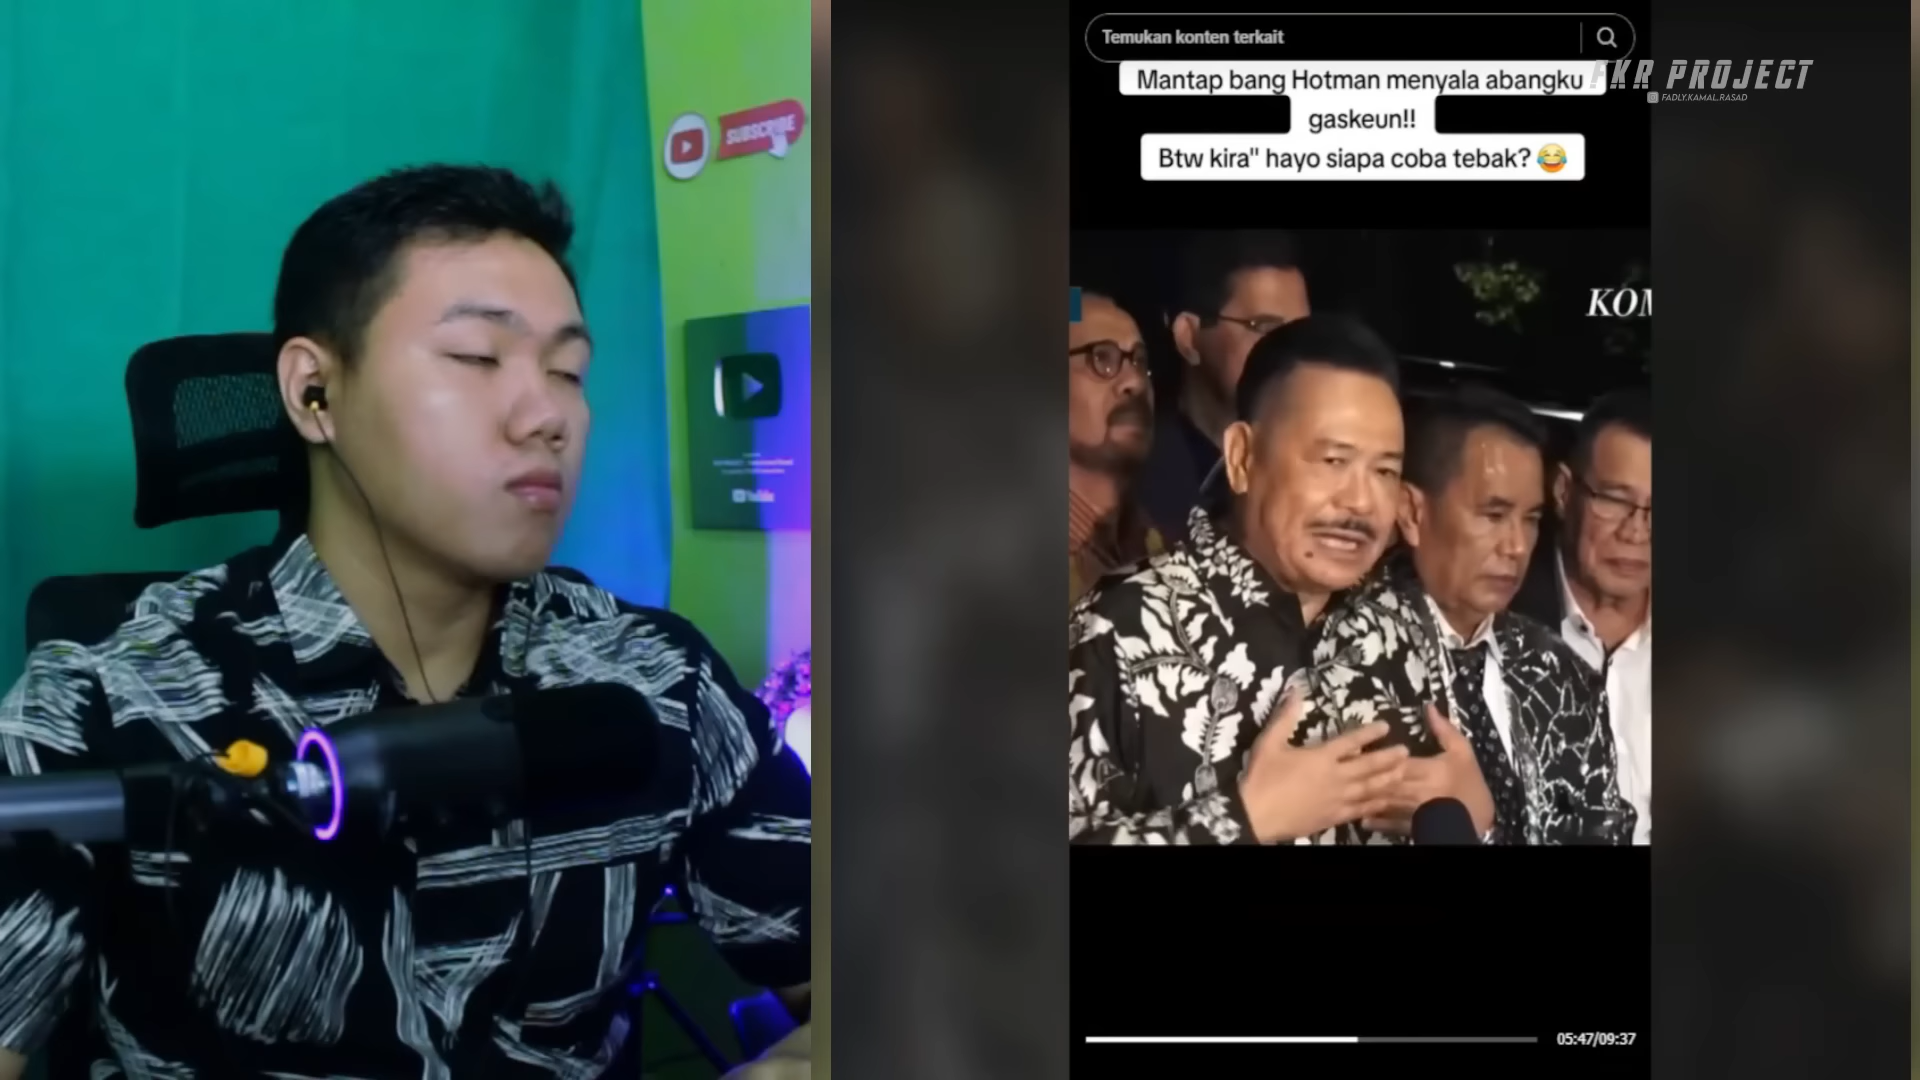 Temukan konten terkait
Mantap bang Hotman menyala abangku
gaskeun!!
Btw kira" hayo siapa coba tebak? 😂
FKR PROJECT
FADLY.KAMAL.RASAD
SUBSCRIBE
KOM
YouTube
05:47/09:37